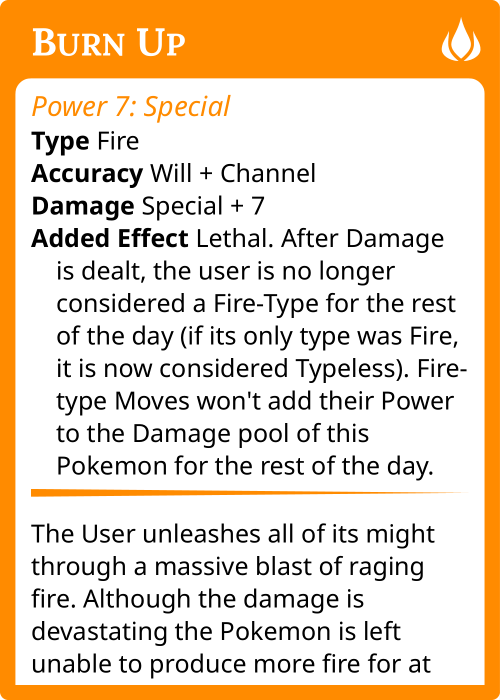 Burn Up
Power 7: Special
Type Fire
Accuracy Will + Channel
Damage Special + 7
Added Effect Lethal. After Damage
is dealt, the user is no longer
considered a Fire-Type for the rest
of the day (if its only type was Fire,
it is now considered Typeless). Fire-
type Moves won't add their Power
to the Damage pool of this
Pokemon for the rest of the day.
The User unleashes all of its might
through a massive blast of raging
fire. Although the damage is
devastating the Pokemon is left
unable to produce more fire for at